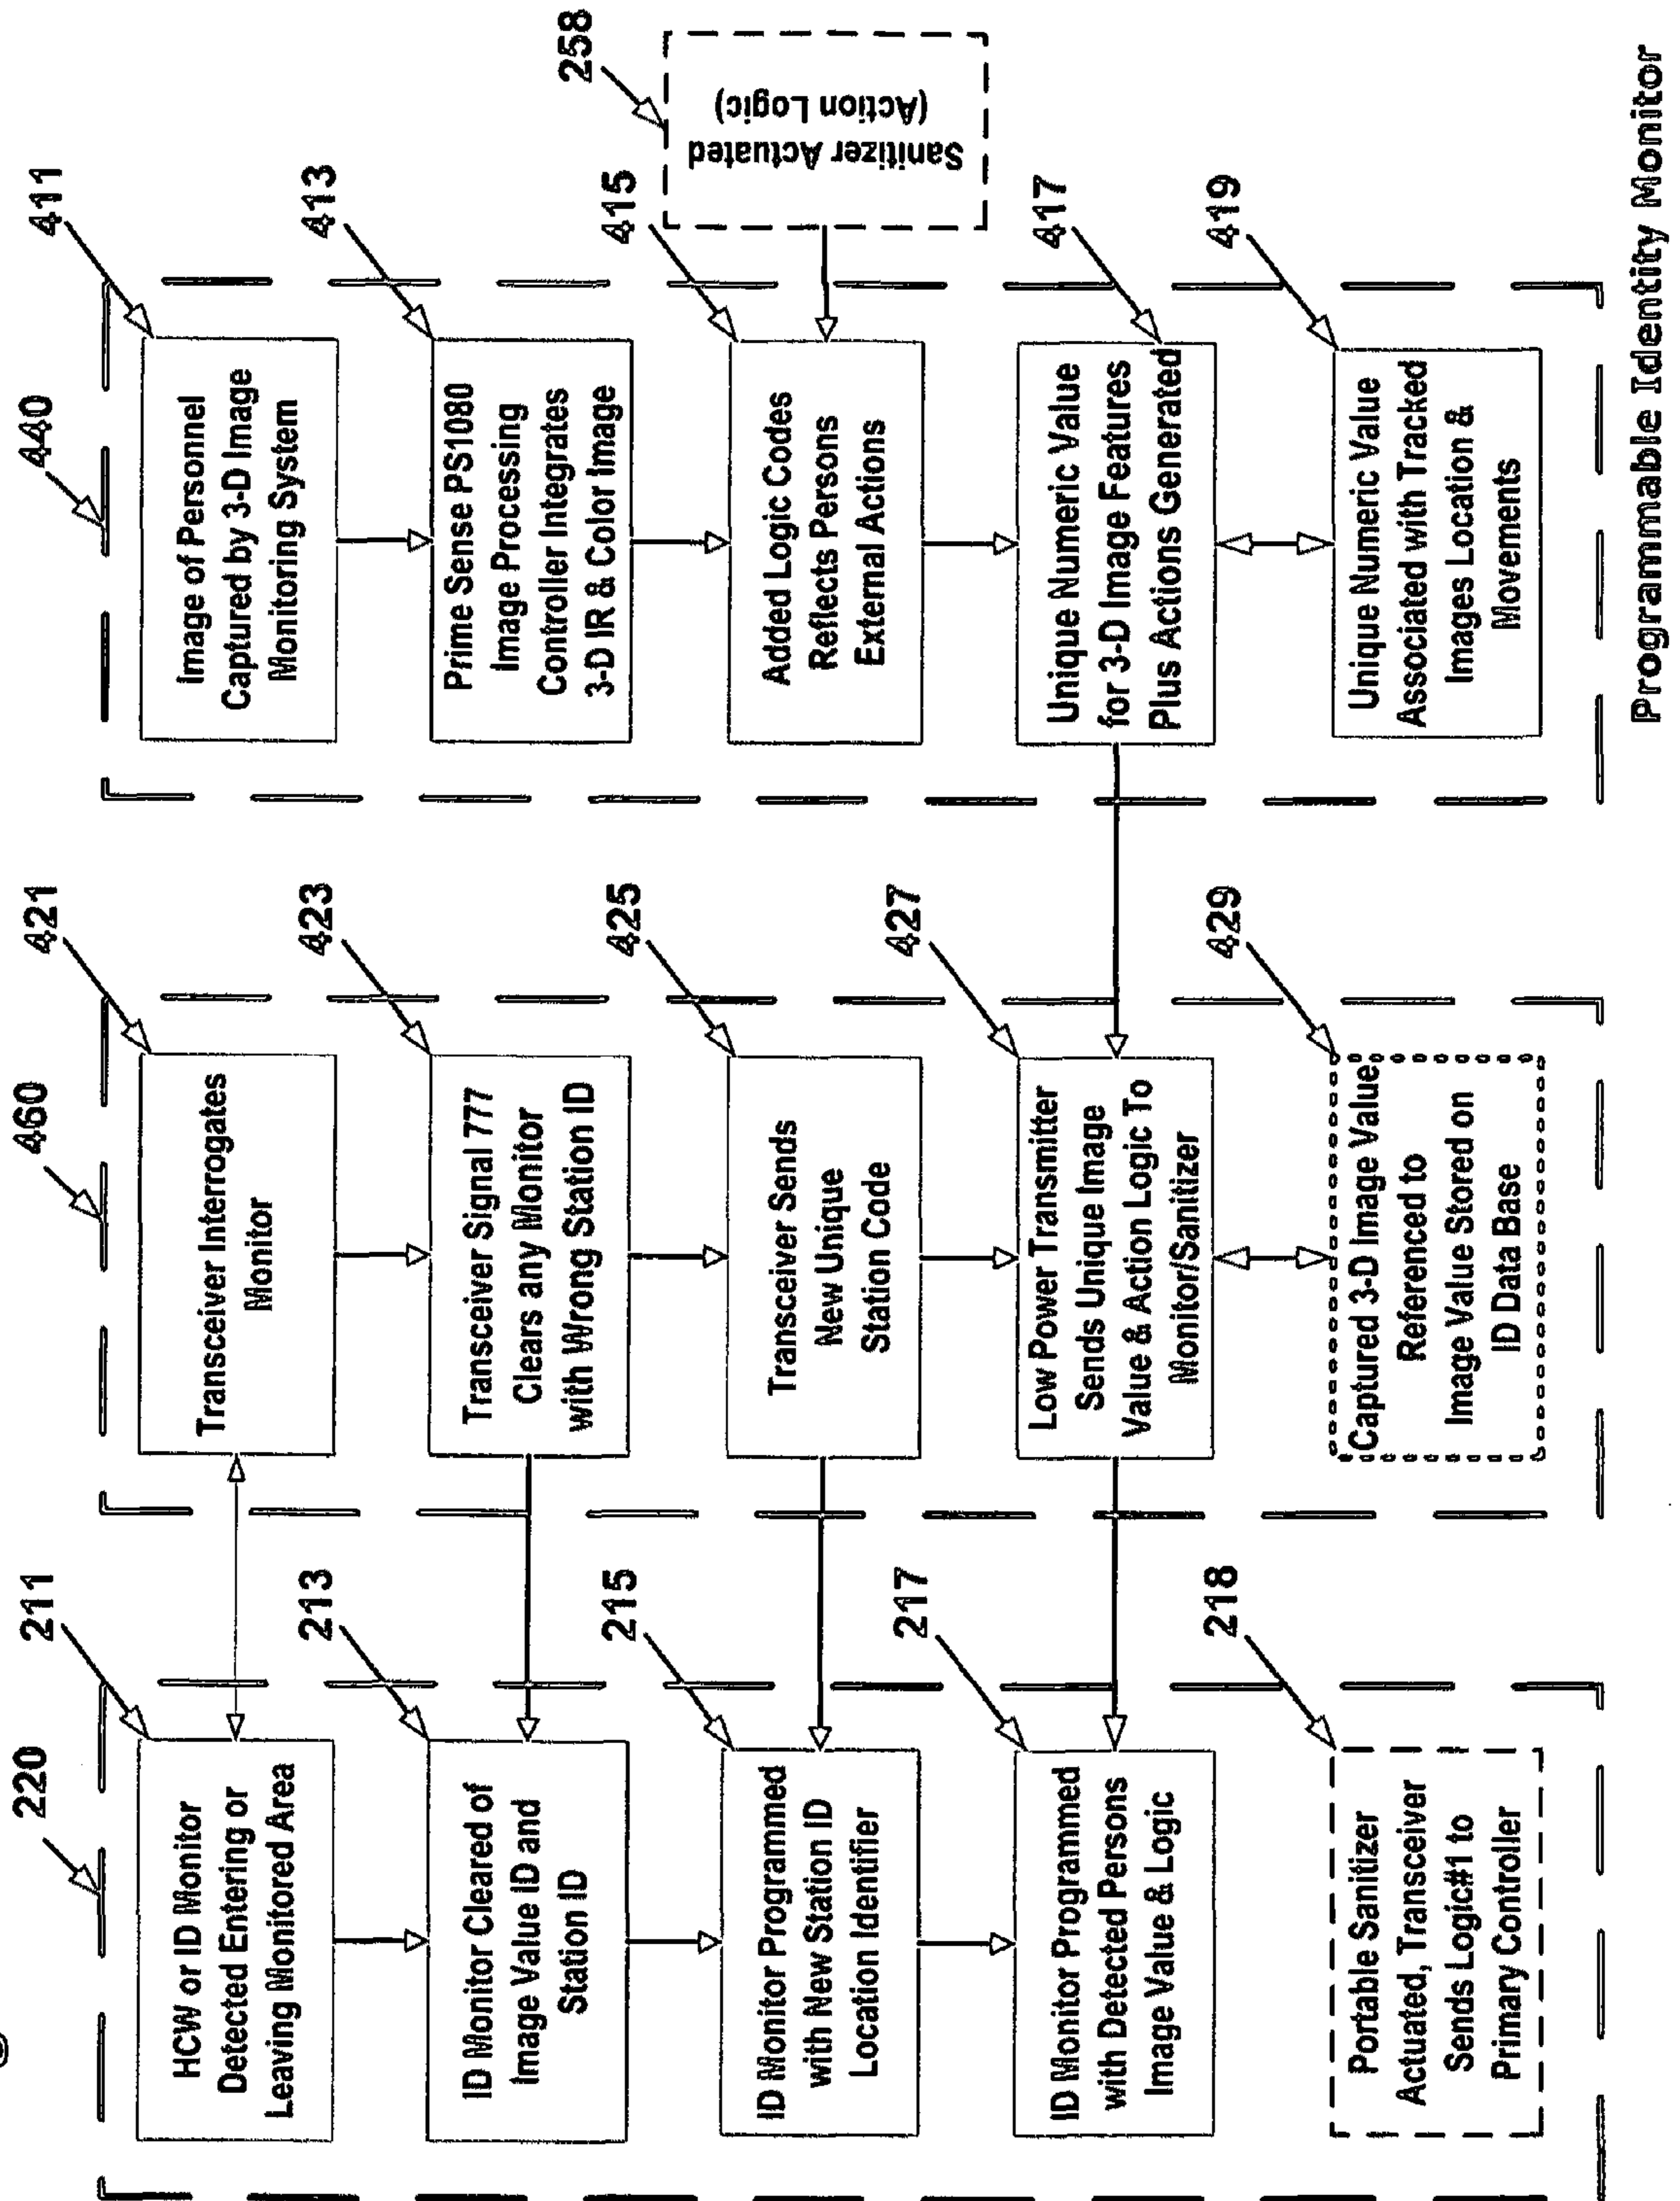 220
211
HCW or ID Monitor
Detected Entering or
Leaving Monitored Area
213
ID Monitor Cleared of
Image Value ID and
Station ID
215
ID Monitor Programmed
with New Station ID
Location Identifier
217
ID Monitor Programmed
with Detected Persons
Image Value & Logic
218
Portable Sanitizer
Actuated, Transceiver
Sends Logic#1 to
Primary Controller
460
421
Transceiver Interrogates
Monitor
423
Transceiver Signal 777
Clears any Monitor
with Wrong Station ID
425
Transceiver Sends
New Unique
Station Code
427
Low Power Transmitter
Sends Unique Image
Value & Action Logic To
Monitor/Sanitizer
429
Captured 3-D Image Value
Referenced to
Image Value Stored on
ID Data Base
440
411
Image of Personnel
Captured by 3-D Image
Monitoring System
413
Prime Sense PS1080
Image Processing
Controller Integrates
3-D IR & Color Image
415
Added Logic Codes
Reflects Persons
External Actions
258
Sanitizer Actuated
(Action Logic)
417
Unique Numeric Value
for 3-D Image Features
Plus Actions Generated
419
Unique Numeric Value
Associated with Tracked
Images Location &
Movements
Programmable Identity Monitor